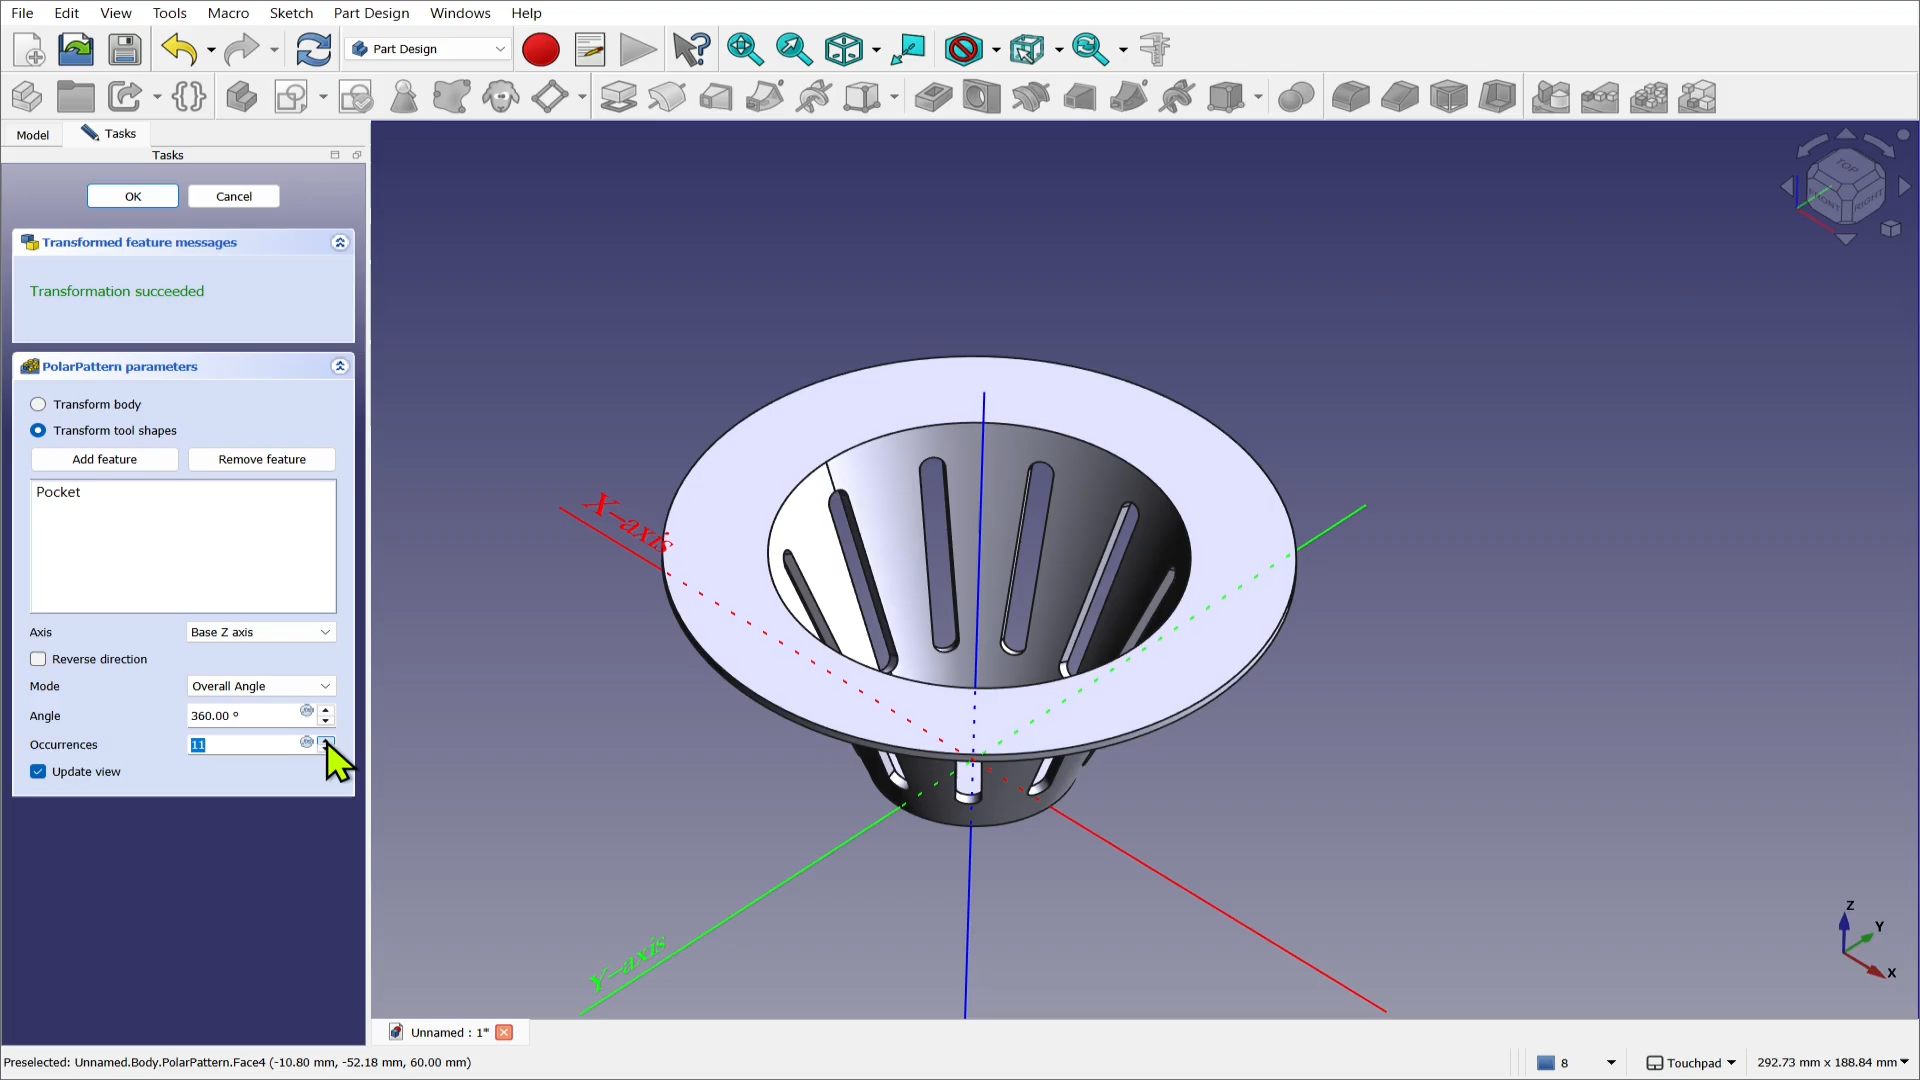 File Edit View Tools Macro Sketch Part Design Windows Help
Part Design
Model Tasks
Tasks
OK Cancel
Transformed feature messages
Transformation succeeded
PolarPattern parameters
Transform body
Transform tool shapes
Add feature Remove feature
Pocket
Axis Base Z axis
Reverse direction
Mode Overall Angle
Angle 360.00 °
Occurrences 11
Update view
TOP
FRONT RIGHT
X-axis
Y-axis
Z
Y
X
Unnamed : 1*
Preselected: Unnamed.Body.PolarPattern.Face4 (-10.80 mm, -52.18 mm, 60.00 mm) 8 Touchpad 292.73 mm x 188.84 mm